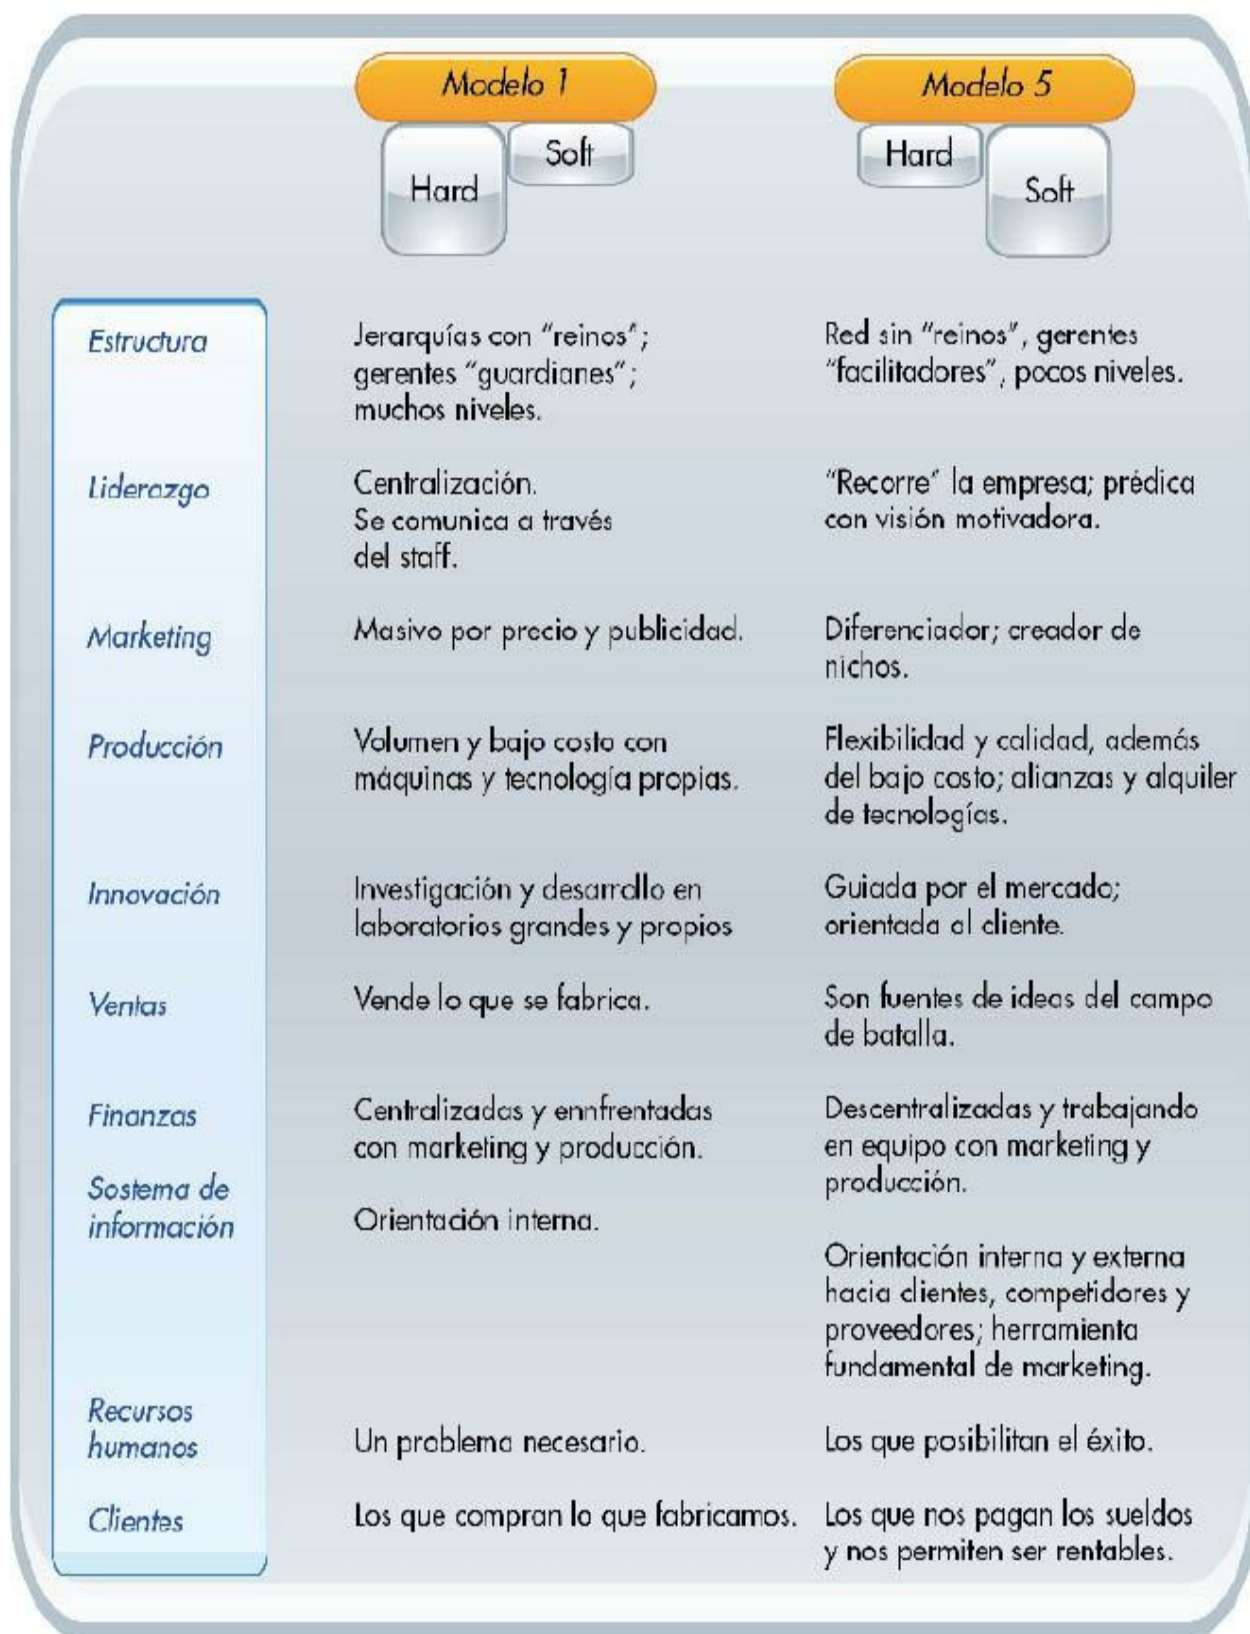 Modelo 1
Modelo 5
Hard
Soft
Hard
Soft
Estructura
Jerarquías con "reinos";
gerentes "guardianes";
muchos niveles.
Red sin "reinos", gerentes
"facilitadores", pocos niveles.
Liderazgo
Centralización.
Se comunica a través
del staff.
"Recorre" la empresa; prédica
con visión motivadora.
Marketing
Masivo por precio y publicidad.
Diferenciador; creador de
nichos.
Producción
Volumen y bajo costo con
máquinas y tecnología propias.
Flexibilidad y calidad, además
del bajo costo; alianzas y alquiler
de tecnologías.
Innovación
Investigación y desarrollo en
laboratorios grandes y propios
Guiada por el mercado;
orientada al cliente.
Ventas
Vende lo que se fabrica.
Son fuentes de ideas del campo
de batalla.
Finanzas
Centralizadas y ennfrentadas
con marketing y producción.
Descentralizadas y trabajando
en equipo con marketing y
producción.
Sostema de
información
Orientación interna.
Orientación interna y externa
hacia clientes, competidores y
proveedores; herramienta
fundamental de marketing.
Recursos
humanos
Un problema necesario.
Los que posibilitan el éxito.
Clientes
Los que compran lo que fabricamos.
Los que nos pagan los sueldos
y nos permiten ser rentables.